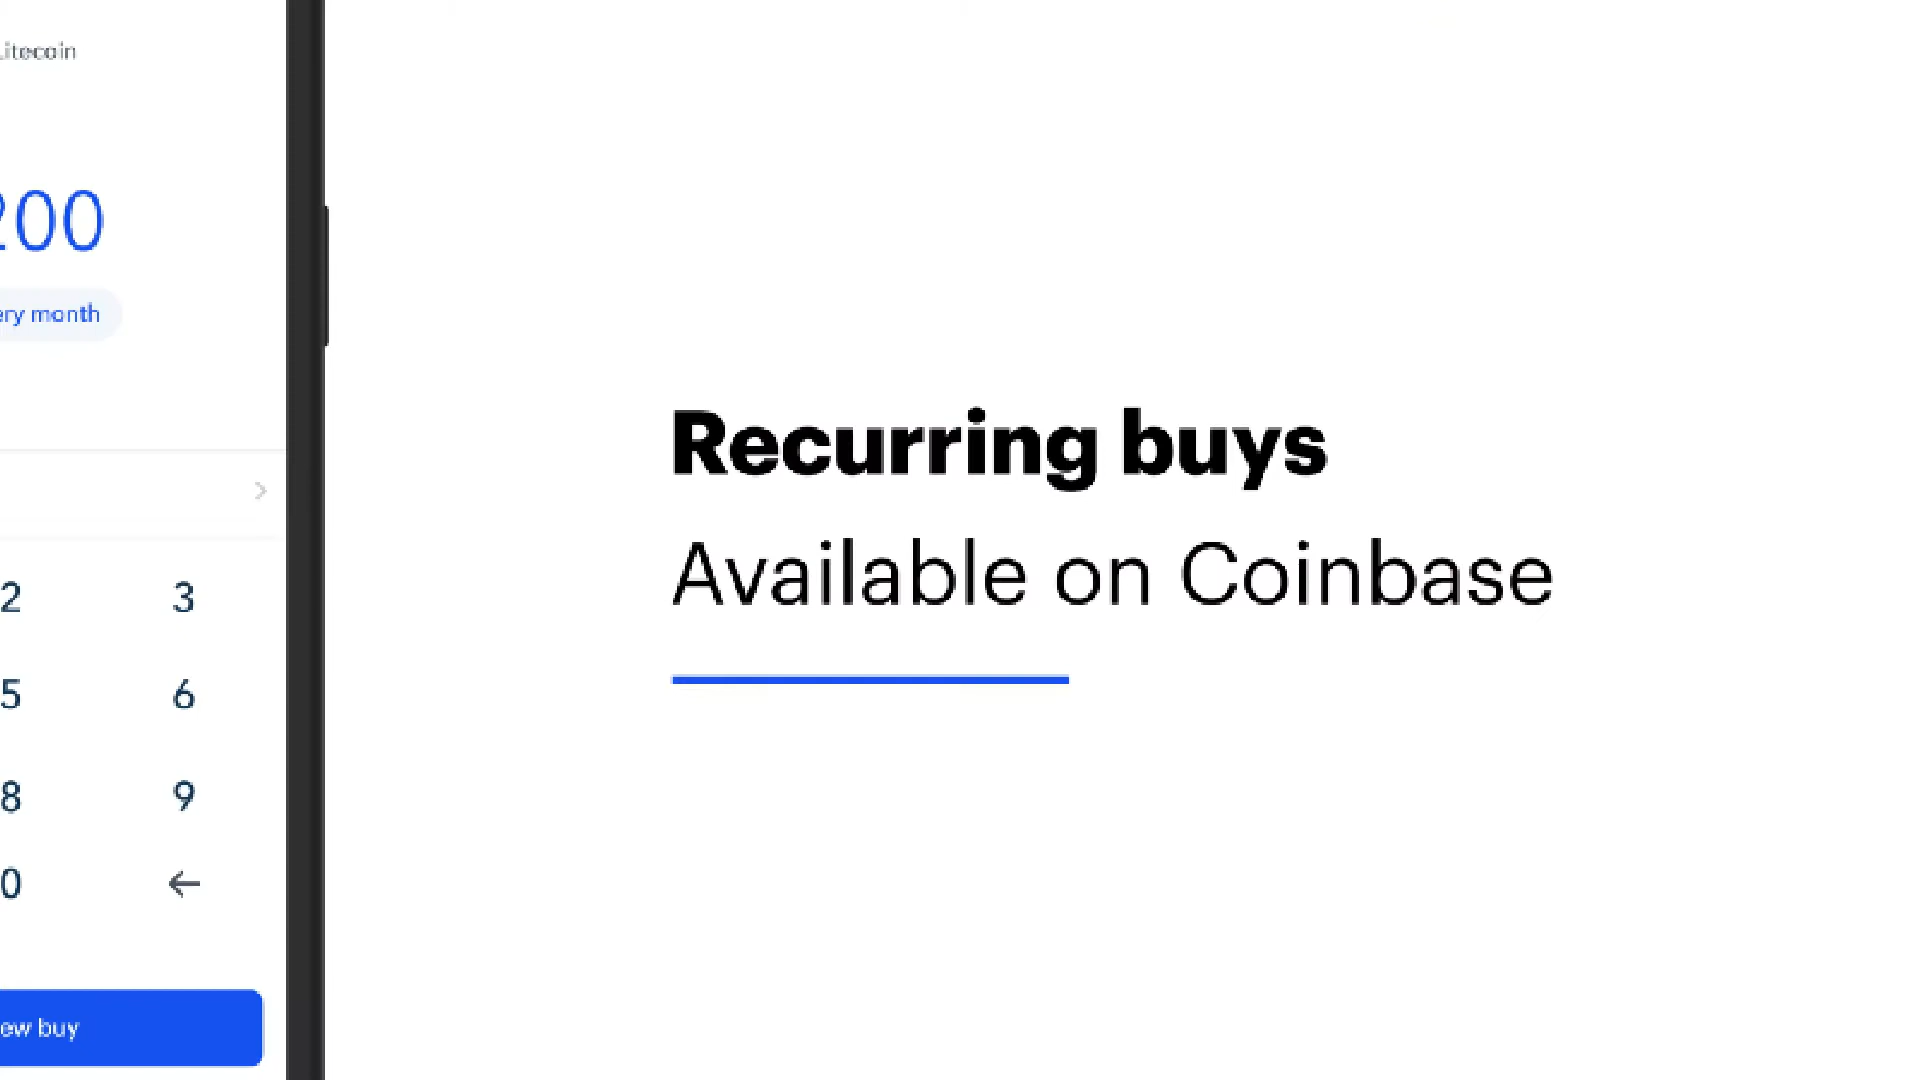 Litecoin
200
ery month
Recurring buys
Available on Coinbase
2 3
5 6
8 9
0 ←
ew buy